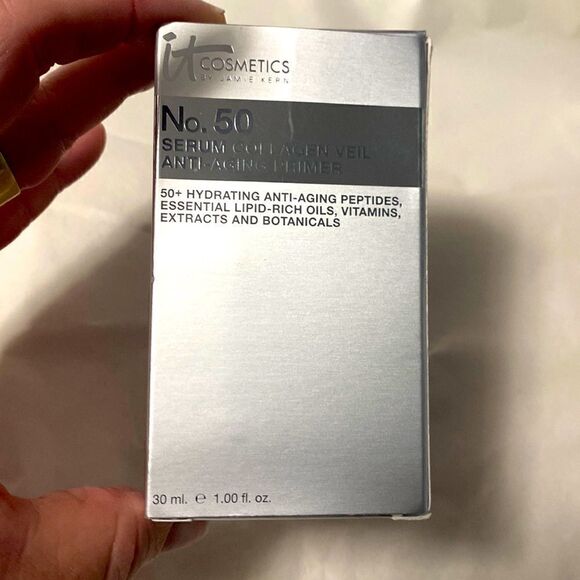 it COSMETICS
BY JAMIE KERN
No. 50
SERUM COLLAGEN VEIL
ANTI-AGING PRIMER
50+ HYDRATING ANTI-AGING PEPTIDES,
ESSENTIAL LIPID-RICH OILS, VITAMINS,
EXTRACTS AND BOTANICALS
30 ml. ℮ 1.00 fl. oz.